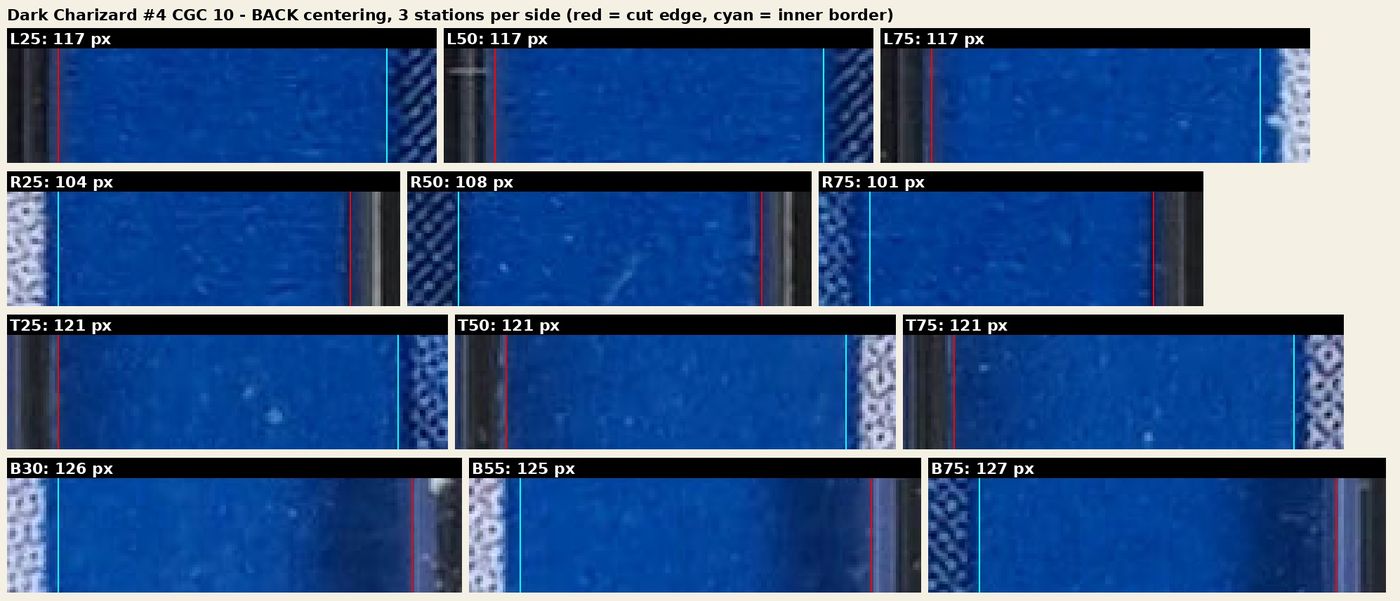 Dark Charizard #4 CGC 10 - BACK centering, 3 stations per side (red = cut edge, cyan = inner border)
L25: 117 px
L50: 117 px
L75: 117 px
R25: 104 px
R50: 108 px
R75: 101 px
T25: 121 px
T50: 121 px
T75: 121 px
B30: 126 px
B55: 125 px
B75: 127 px